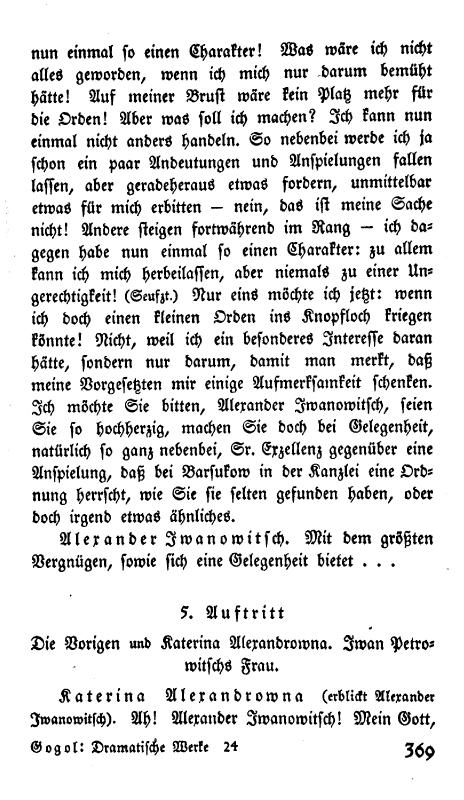 nun einmal so einen Charakter! Was wäre ich nicht
alles geworden, wenn ich mich nur darum bemüht
hätte! Auf meiner Brust wäre kein Platz mehr für
die Orden! Aber was soll ich machen? Ich kann nun
einmal nicht anders handeln. So nebenbei werde ich ja
schon ein paar Andeutungen und Anspielungen fallen
lassen, aber geradeheraus etwas fordern, unmittelbar
etwas für mich erbitten — nein, das ist meine Sache
nicht! Andere steigen fortwährend im Rang — ich da-
gegen habe nun einmal so einen Charakter: zu allem
kann ich mich herbeilassen, aber niemals zu einer Un-
gerechtigkeit! (Seufzt.) Nur eins möchte ich jetzt: wenn
ich doch einen kleinen Orden ins Knopfloch kriegen
könnte! Nicht, weil ich ein besonderes Interesse daran
hätte, sondern nur darum, damit man merkt, daß
meine Vorgesetzten mir einige Aufmerksamkeit schenken.
Ich möchte Sie bitten, Alexander Iwanowitsch, seien
Sie so hochherzig, machen Sie doch bei Gelegenheit,
natürlich so ganz nebenbei, Sr. Exzellenz gegenüber eine
Anspielung, daß bei Barsukow in der Kanzlei eine Ord-
nung herrscht, wie Sie sie selten gefunden haben, oder
doch irgend etwas ähnliches.
Alexander Iwanowitsch. Mit dem größten
Vergnügen, sowie sich eine Gelegenheit bietet . . .
5. Auftritt
Die Vorigen und Katerina Alexandrowna. Iwan Petro-
witschs Frau.
Katerina Alexandrowna (erblickt Alexander
Iwanowitsch). Ah! Alexander Iwanowitsch! Mein Gott,
Gogol: Dramatische Werke 24
369